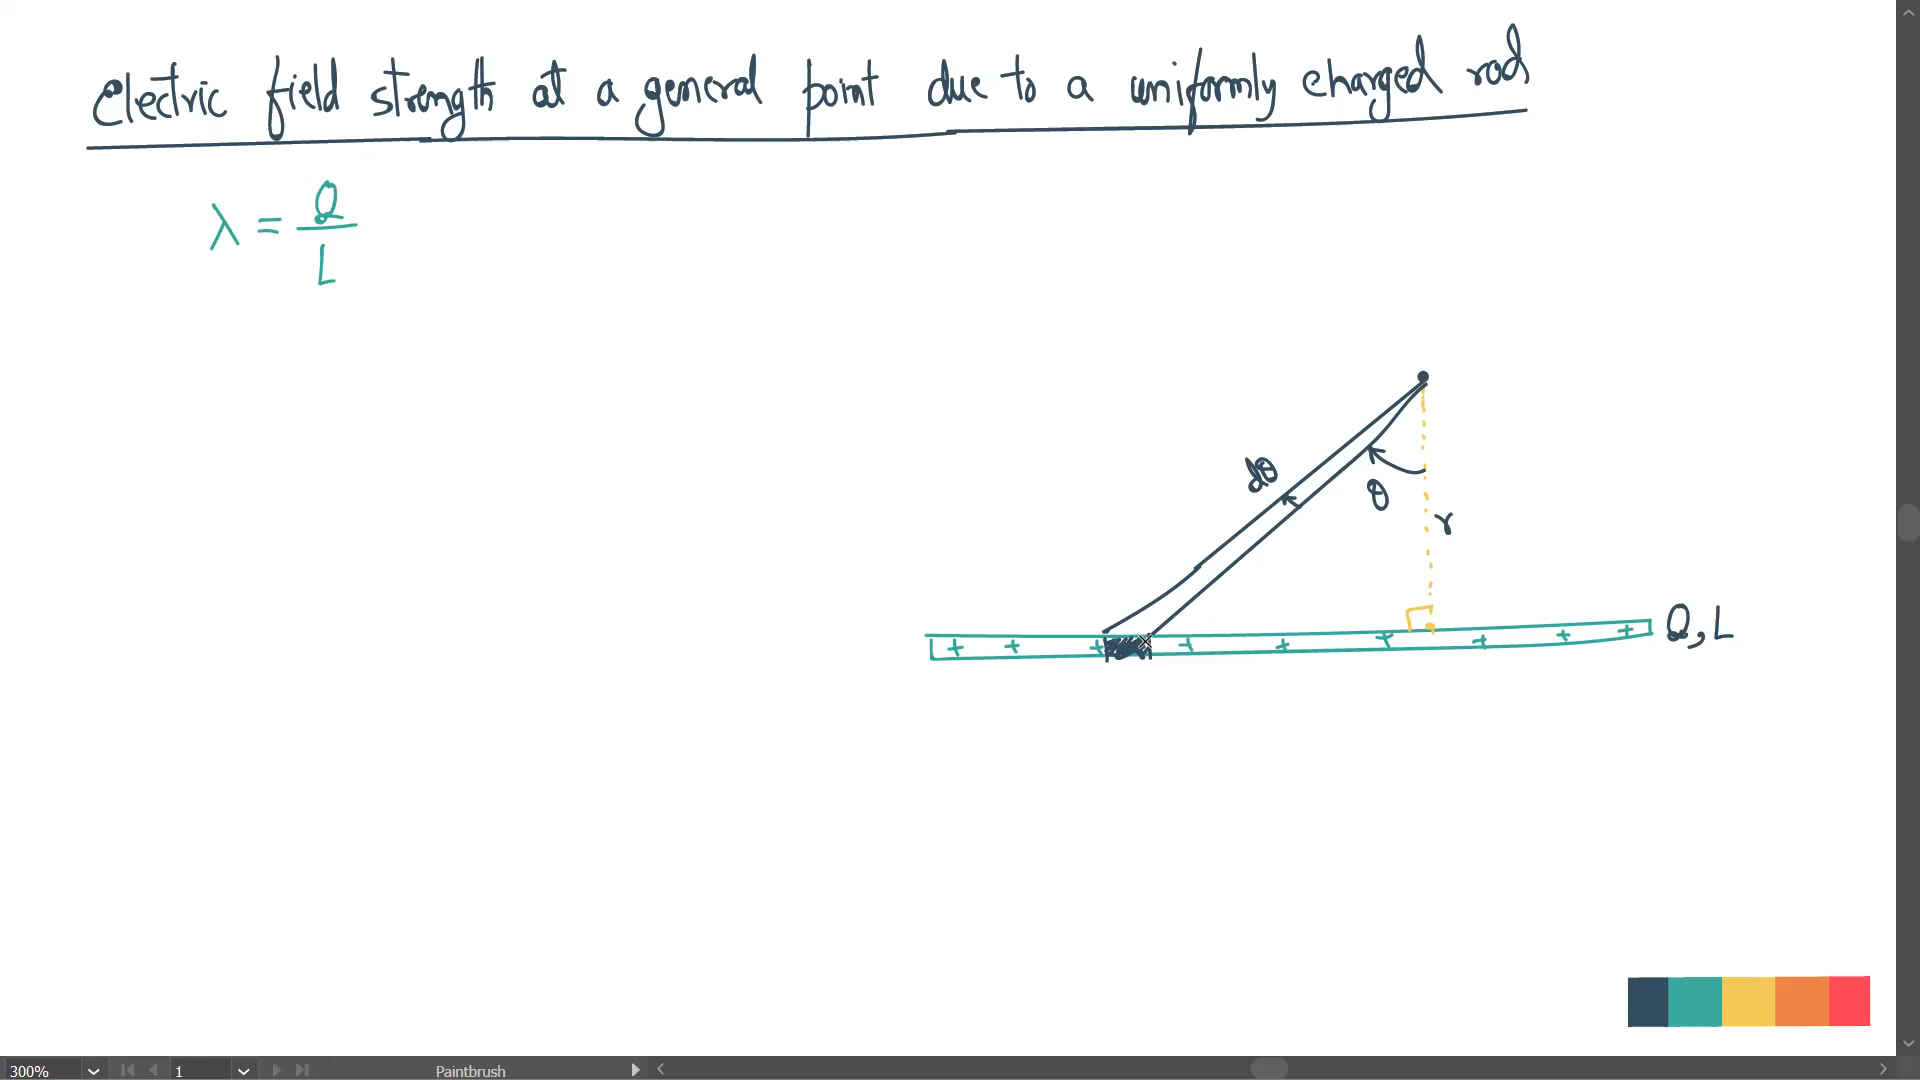 Electric field strength at a general point due to a uniformly charged rod
λ = Q
L
dθ
θ
r
+ + + + + + + + +
Q, L
300%
1
Paintbrush